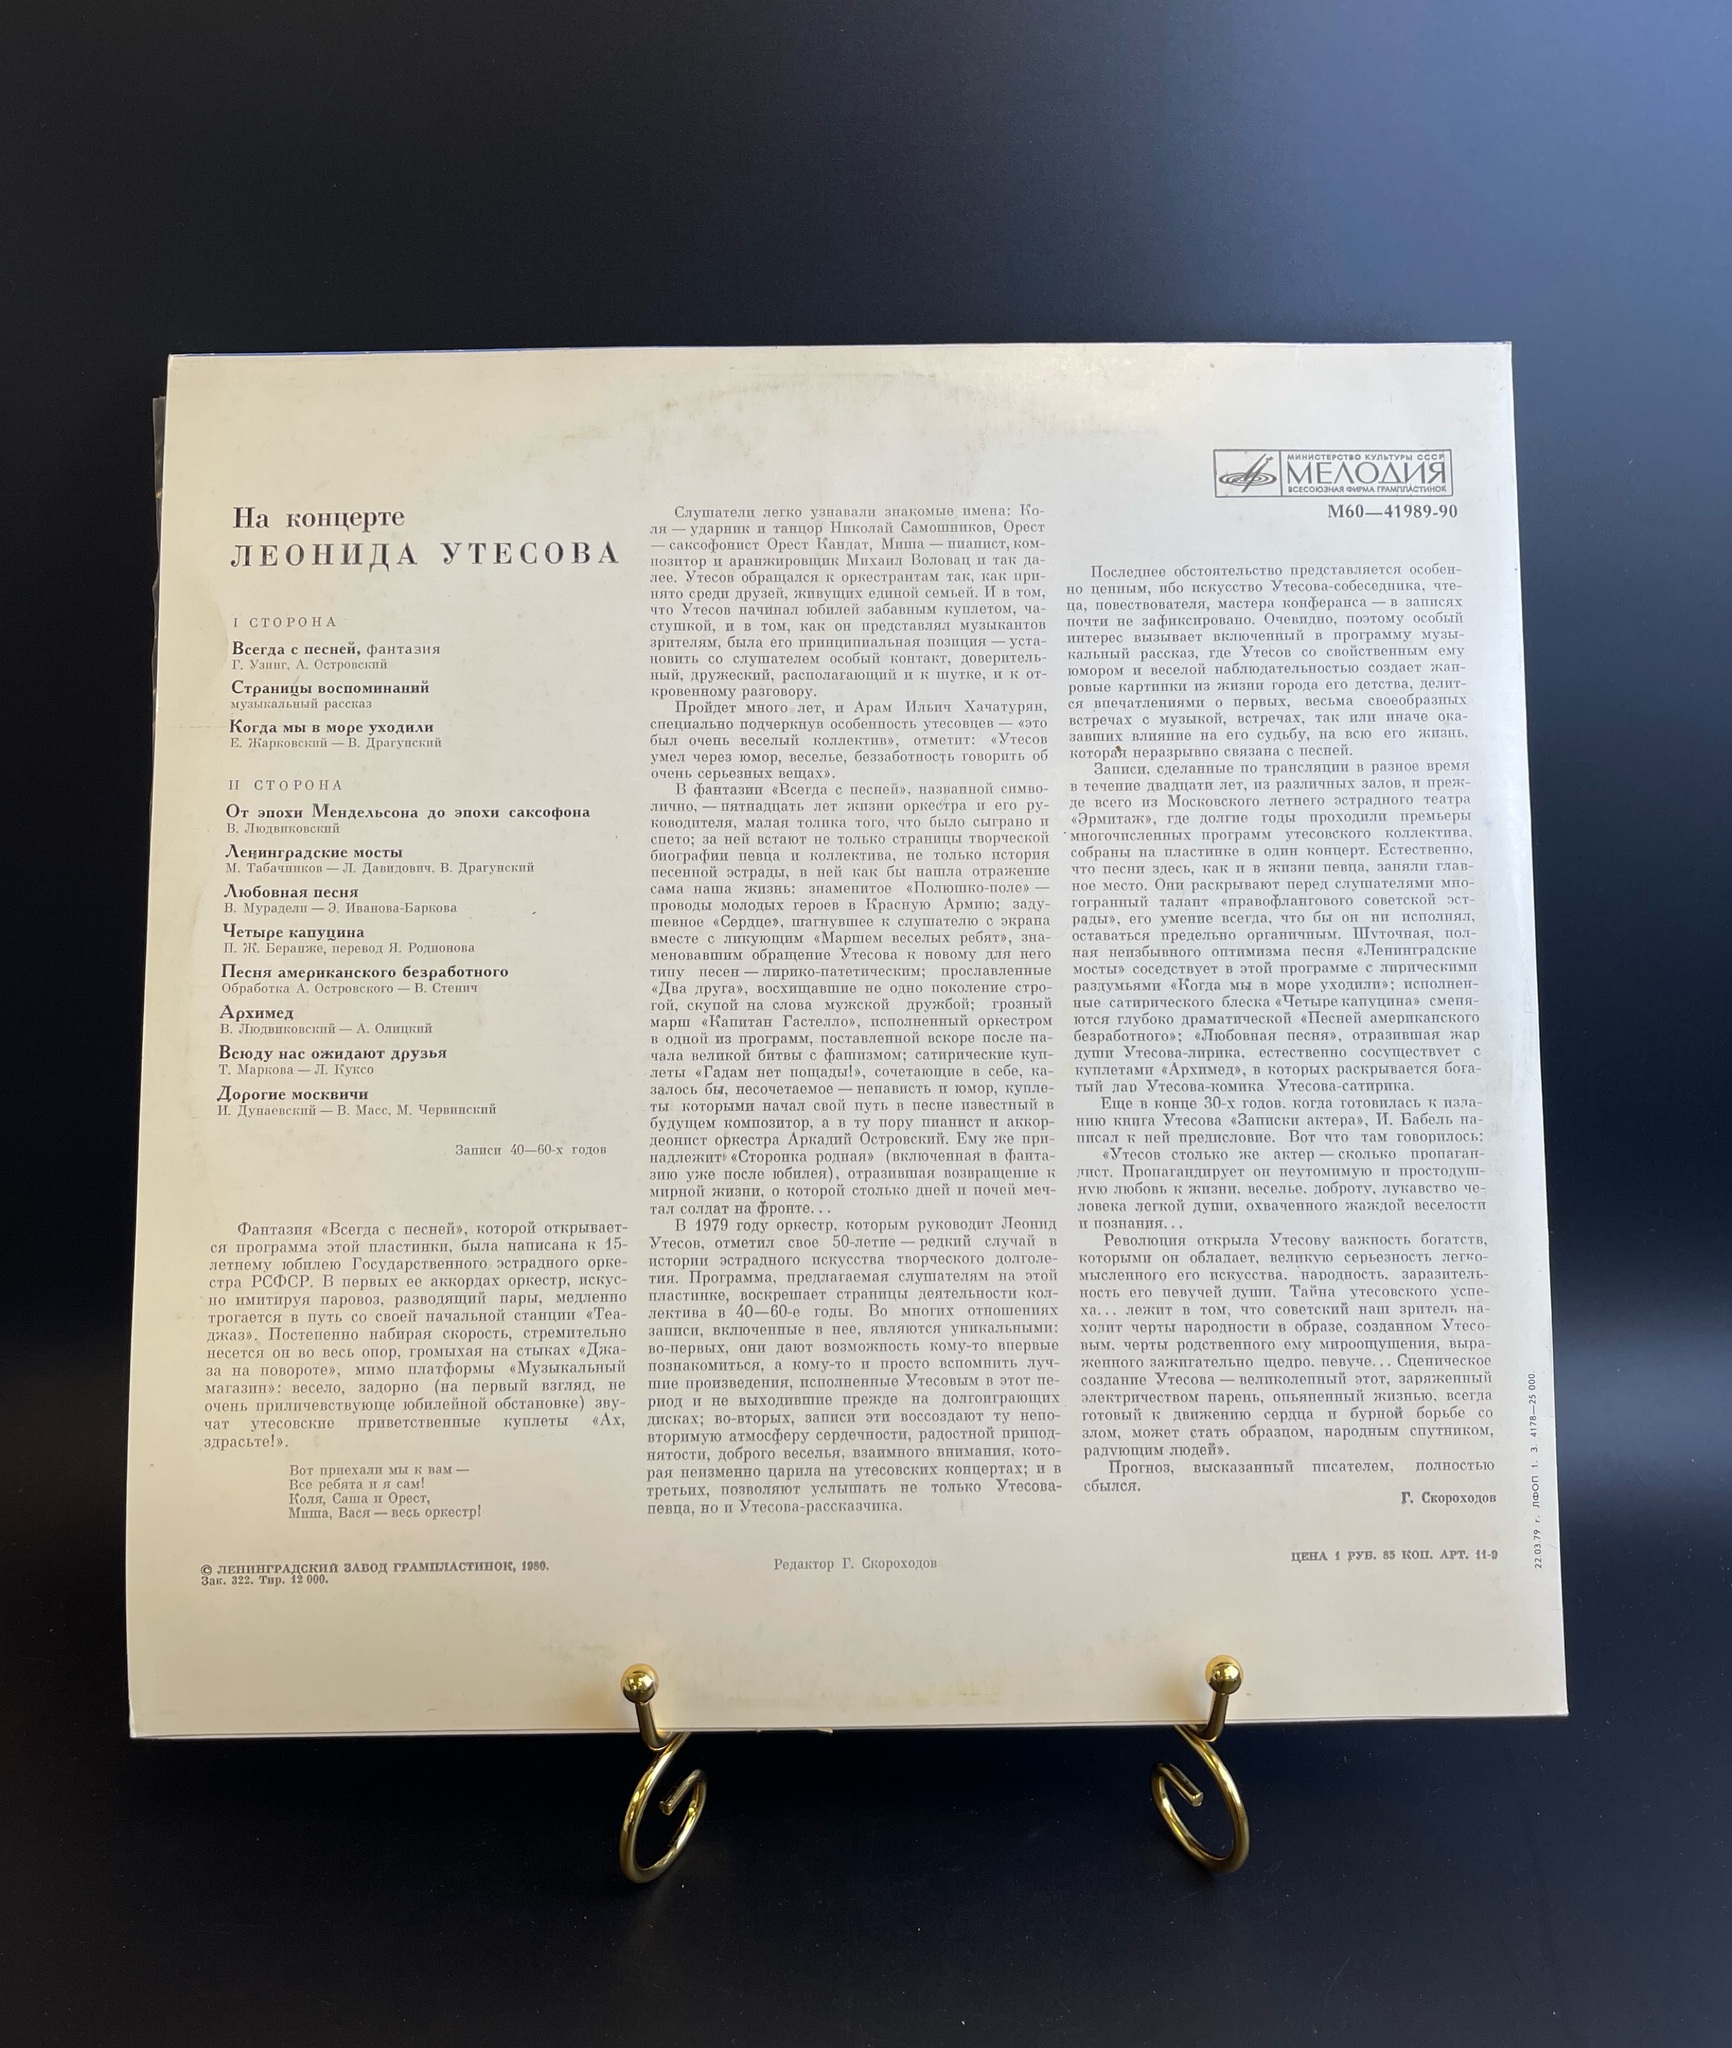 На концерте
ЛЕОНИДА УТЕСОВА
I СТОРОНА
Всегда с песней, фантазия
Г. Узинг, А. Островский
Страницы воспоминаний
музыкальный рассказ
Когда мы в море уходили
Е. Жарковский — В. Драгунский
II СТОРОНА
От эпохи Мендельсона до эпохи саксофона
В. Людвиковский
Ленинградские мосты
М. Табачников — Л. Давидович, В. Драгунский
Любовная песня
В. Мурадели — Э. Иванова-Баркова
Четыре капуцина
П. Ж. Беранже, перевод Я. Родионова
Песня американского безработного
Обработка А. Островского — В. Стенич
Архимед
В. Людвиковский — А. Олицкий
Всюду нас ожидают друзья
Т. Маркова — Л. Куксо
Дорогие москвичи
И. Дунаевский — В. Масс, М. Червинский
Записи 40—60-х годов
Фантазия «Всегда с песней», которой открывает-
ся программа этой пластинки, была написана к 15-
летнему юбилею Государственного эстрадного орке-
стра РСФСР. В первых ее аккордах оркестр, искус-
но имитируя паровоз, разводящий пары, медленно
трогается в путь со своей начальной станции «Теа-
джаз». Постепенно набирая скорость, стремительно
несется он во весь опор, громыхая на стыках «Джа-
за на повороте», мимо платформы «Музыкальный
магазин»: весело, задорно (на первый взгляд, не
очень приличевствующе юбилейной обстановке) зву-
чат утесовские приветственные куплеты «Ах,
здрасьте!».
Вот приехали мы к вам —
Все ребята и я сам!
Коля, Саша и Орест,
Миша, Вася — весь оркестр!
© ЛЕНИНГРАДСКИЙ ЗАВОД ГРАМПЛАСТИНОК, 1980.
Зак. 322. Тир. 12 000.
Слушатели легко узнавали знакомые имена: Ко-
ля — ударник и танцор Николай Самошников, Орест
— саксофонист Орест Кандат, Миша — пианист, ком-
позитор и аранжировщик Михаил Воловац и так да-
лее. Утесов обращался к оркестрантам так, как при-
нято среди друзей, живущих единой семьей. И в том,
что Утесов начинал юбилей забавным куплетом, ча-
стушкой, и в том, как он представлял музыкантов
зрителям, была его принципиальная позиция — уста-
новить со слушателем особый контакт, доверитель-
ный, дружеский, располагающий и к шутке, и к от-
кровенному разговору.
Пройдет много лет, и Арам Ильич Хачатурян,
специально подчеркнув особенность утесовцев — «это
был очень веселый коллектив», отметит: «Утесов
умел через юмор, веселье, беззаботность говорить об
очень серьезных вещах».
В фантазии «Всегда с песней», названной симво-
лично, — пятнадцать лет жизни оркестра и его ру-
ководителя, малая толика того, что было сыграно и
спето; за ней встают не только страницы творческой
биографии певца и коллектива, не только история
песенной эстрады, в ней как бы нашла отражение
сама наша жизнь: знаменитое «Полюшко-поле» —
проводы молодых героев в Красную Армию; заду-
шевное «Сердце», шагнувшее к слушателю с экрана
вместе с ликующим «Маршем веселых ребят», зна-
меновавшим обращение Утесова к новому для него
типу песен — лирико-патетическим; прославленные
«Два друга», восхищавшие не одно поколение стро-
гой, скупой на слова мужской дружбой; грозный
марш «Капитан Гастелло», исполненный оркестром
в одной из программ, поставленной вскоре после на-
чала великой битвы с фашизмом; сатирические куп-
леты «Гадам нет пощады!», сочетающие в себе, ка-
залось бы, несочетаемое — ненависть и юмор, купле-
ты которыми начал свой путь в песне известный в
будущем композитор, а в ту пору пианист и аккор-
деонист оркестра Аркадий Островский. Ему же при-
надлежит «Сторонка родная» (включенная в фанта-
зию уже после юбилея), отразившая возвращение к
мирной жизни, о которой столько дней и ночей меч-
тал солдат на фронте...
В 1979 году оркестр, которым руководит Леонид
Утесов, отметил свое 50-летие — редкий случай в
истории эстрадного искусства творческого долголе-
тия. Программа, предлагаемая слушателям на этой
пластинке, воскрешает страницы деятельности кол-
лектива в 40—60-е годы. Во многих отношениях
записи, включенные в нее, являются уникальными:
во-первых, они дают возможность кому-то впервые
познакомиться, а кому-то и просто вспомнить луч-
шие произведения, исполненные Утесовым в этот пе-
риод и не выходившие прежде на долгоиграющих
дисках; во-вторых, записи эти воссоздают ту непо-
вторимую атмосферу сердечности, радостной припод-
нятости, доброго веселья, взаимного внимания, кото-
рая неизменно царила на утесовских концертах; и в
третьих, позволяют услышать не только Утесова-
певца, но и Утесова-рассказчика.
Редактор Г. Скороходов
МИНИСТЕРСТВО КУЛЬТУРЫ СССР
МЕЛОДИЯ
ВСЕСОЮЗНАЯ ФИРМА ГРАМПЛАСТИНОК
М60—41989-90
Последнее обстоятельство представляется особен-
но ценным, ибо искусство Утесова-собеседника, чте-
ца, повествователя, мастера конферанса — в записях
почти не зафиксировано. Очевидно, поэтому особый
интерес вызывает включенный в программу музы-
кальный рассказ, где Утесов со свойственным ему
юмором и веселой наблюдательностью создает жан-
ровые картинки из жизни города его детства, делит-
ся впечатлениями о первых, весьма своеобразных
встречах с музыкой, встречах, так или иначе ока-
завших влияние на его судьбу, на всю его жизнь,
которая неразрывно связана с песней.
Записи, сделанные по трансляции в разное время
в течение двадцати лет, из различных залов, и преж-
де всего из Московского летнего эстрадного театра
«Эрмитаж», где долгие годы проходили премьеры
многочисленных программ утесовского коллектива,
собраны на пластинке в один концерт. Естественно,
что песни здесь, как и в жизни певца, заняли глав-
ное место. Они раскрывают перед слушателями мно-
гогранный талант «правофлангового советской эст-
рады», его умение всегда, что бы он ни исполнял,
оставаться предельно органичным. Шуточная, пол-
ная неизбывного оптимизма песня «Ленинградские
мосты» соседствует в этой программе с лирическими
раздумьями «Когда мы в море уходили»; исполнен-
ные сатирического блеска «Четыре капуцина» сменя-
ются глубоко драматической «Песней американского
безработного»; «Любовная песня», отразившая жар
души Утесова-лирика, естественно сосуществует с
куплетами «Архимед», в которых раскрывается бога-
тый дар Утесова-комика, Утесова-сатирика.
Еще в конце 30-х годов, когда готовилась к изда-
нию книга Утесова «Записки актера», И. Бабель на-
писал к ней предисловие. Вот что там говорилось:
«Утесов столько же актер — сколько пропаган-
дист. Пропагандирует он неутомимую и простодуш-
ную любовь к жизни, веселье, доброту, лукавство че-
ловека легкой души, охваченного жаждой веселости
и познания...
Революция открыла Утесову важность богатств,
которыми он обладает, великую серьезность легко-
мысленного его искусства, народность, заразитель-
ность его певучей души. Тайна утесовского успе-
ха... лежит в том, что советский наш зритель на-
ходит черты народности в образе, созданном Утесо-
вым, черты родственного ему мироощущения, выра-
женного зажигательно щедро, певуче... Сценическое
создание Утесова — великолепный этот, заряженный
электричеством парень, опьяненный жизнью, всегда
готовый к движению сердца и бурной борьбе со
злом, может стать образцом, народным спутником,
радующим людей».
Прогноз, высказанный писателем, полностью
сбылся.
Г. Скороходов
ЦЕНА 1 РУБ. 85 КОП. АРТ. 11-9
22.03.79 г. ЛФОП 1. З. 4178—25 000.